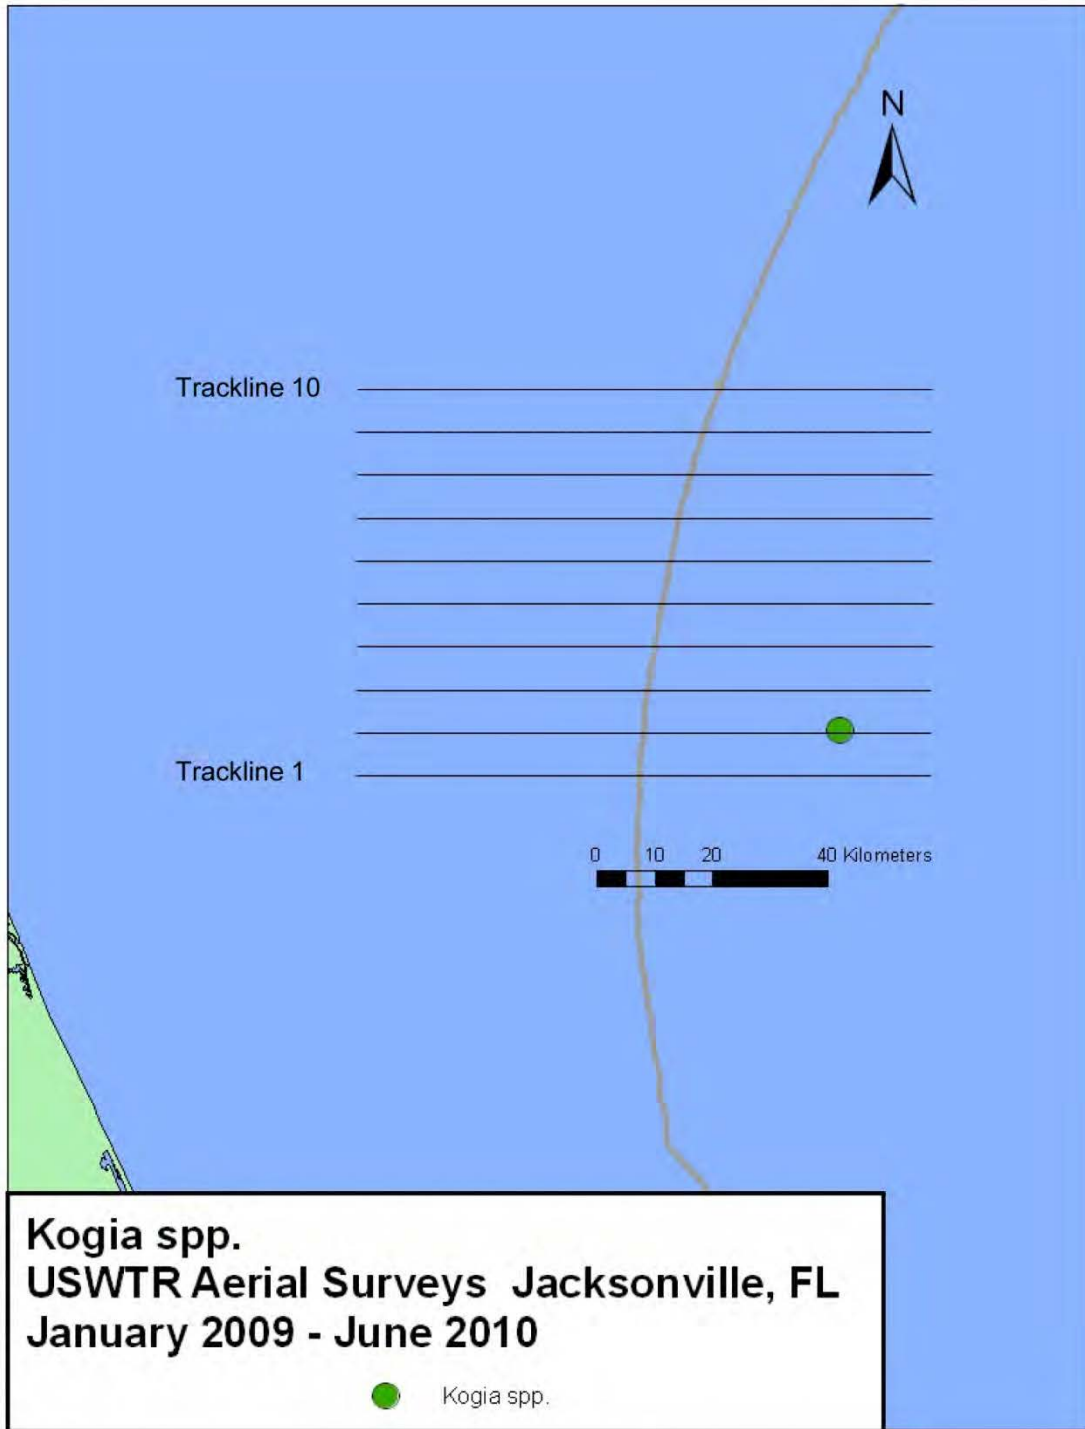 N
Trackline 10
Trackline 1
0 10 20 40 Kilometers
Kogia spp.
USWTR Aerial Surveys Jacksonville, FL
January 2009 - June 2010
Kogia spp.